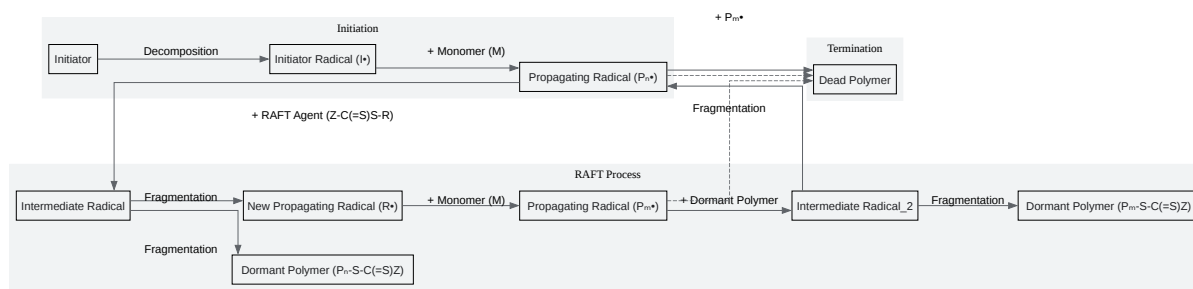 + Pₘ•
Initiation
Termination
Initiator
Decomposition
Initiator Radical (I•)
+ Monomer (M)
Propagating Radical (Pₙ•)
Dead Polymer
+ RAFT Agent (Z-C(=S)S-R)
Fragmentation
RAFT Process
Intermediate Radical
Fragmentation
New Propagating Radical (R•)
+ Monomer (M)
Propagating Radical (Pₘ•)
+ Dormant Polymer
Intermediate Radical_2
Fragmentation
Dormant Polymer (Pₘ-S-C(=S)Z)
Fragmentation
Dormant Polymer (Pₙ-S-C(=S)Z)